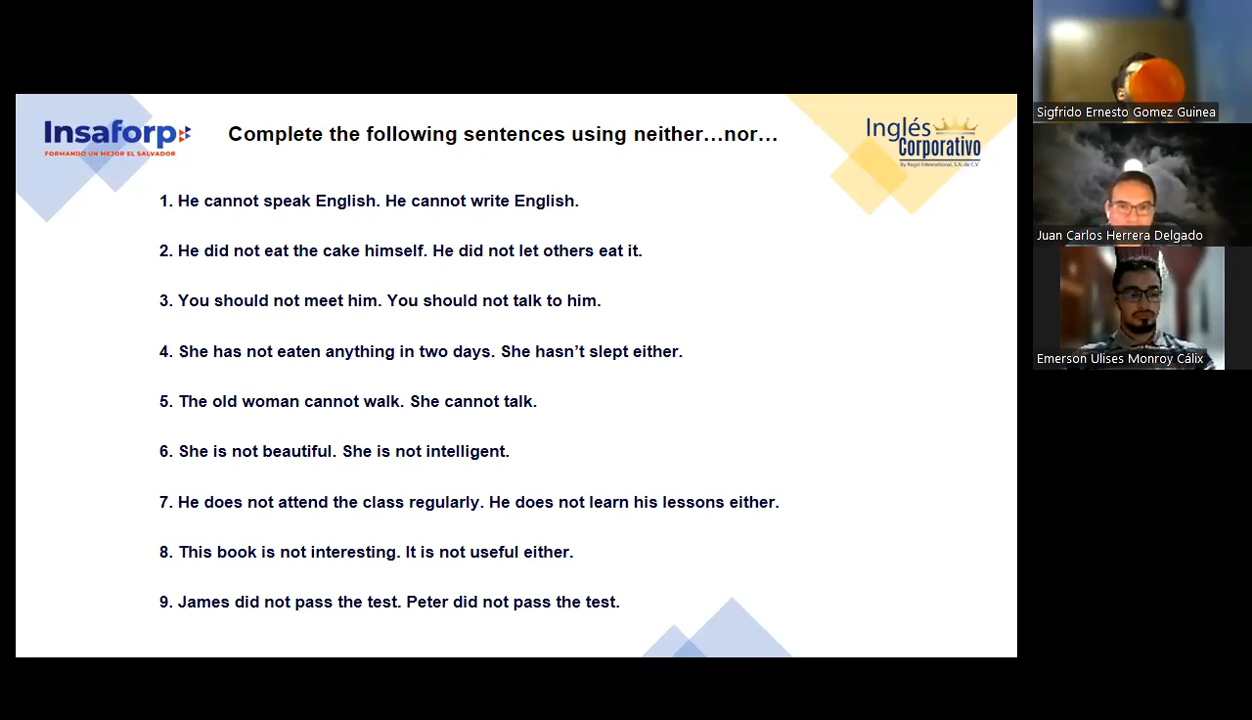 Insaforp
FORMANDO UN MEJOR EL SALVADOR
Complete the following sentences using neither…nor…
Inglés
Corporativo
By Regal International, S.A. de C.V.
1. He cannot speak English. He cannot write English.
2. He did not eat the cake himself. He did not let others eat it.
3. You should not meet him. You should not talk to him.
4. She has not eaten anything in two days. She hasn’t slept either.
5. The old woman cannot walk. She cannot talk.
6. She is not beautiful. She is not intelligent.
7. He does not attend the class regularly. He does not learn his lessons either.
8. This book is not interesting. It is not useful either.
9. James did not pass the test. Peter did not pass the test.
Sigfrido Ernesto Gomez Guinea
Juan Carlos Herrera Delgado
Emerson Ulises Monroy Cálix